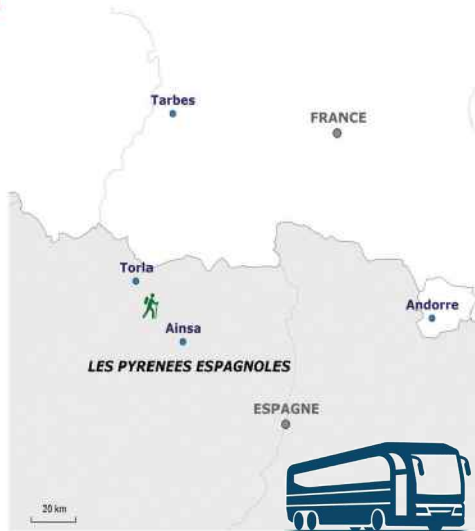 Tarbes
FRANCE
Torla
Andorre
Ainsa
LES PYRENEES ESPAGNOLES
ESPAGNE
20 km